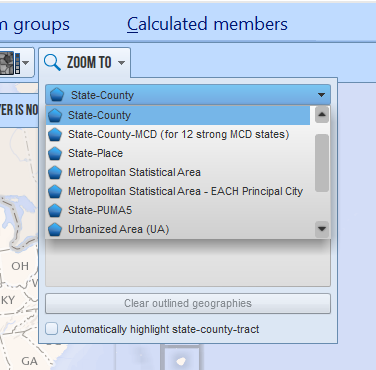 m groups Calculated members
ZOOM TO
ER IS NO
State-County
State-County
State-County-MCD (for 12 strong MCD states)
State-Place
Metropolitan Statistical Area
Metropolitan Statistical Area - EACH Principal City
State-PUMA5
Urbanized Area (UA)
OH
KY
Clear outlined geographies
Automatically highlight state-county-tract
GA